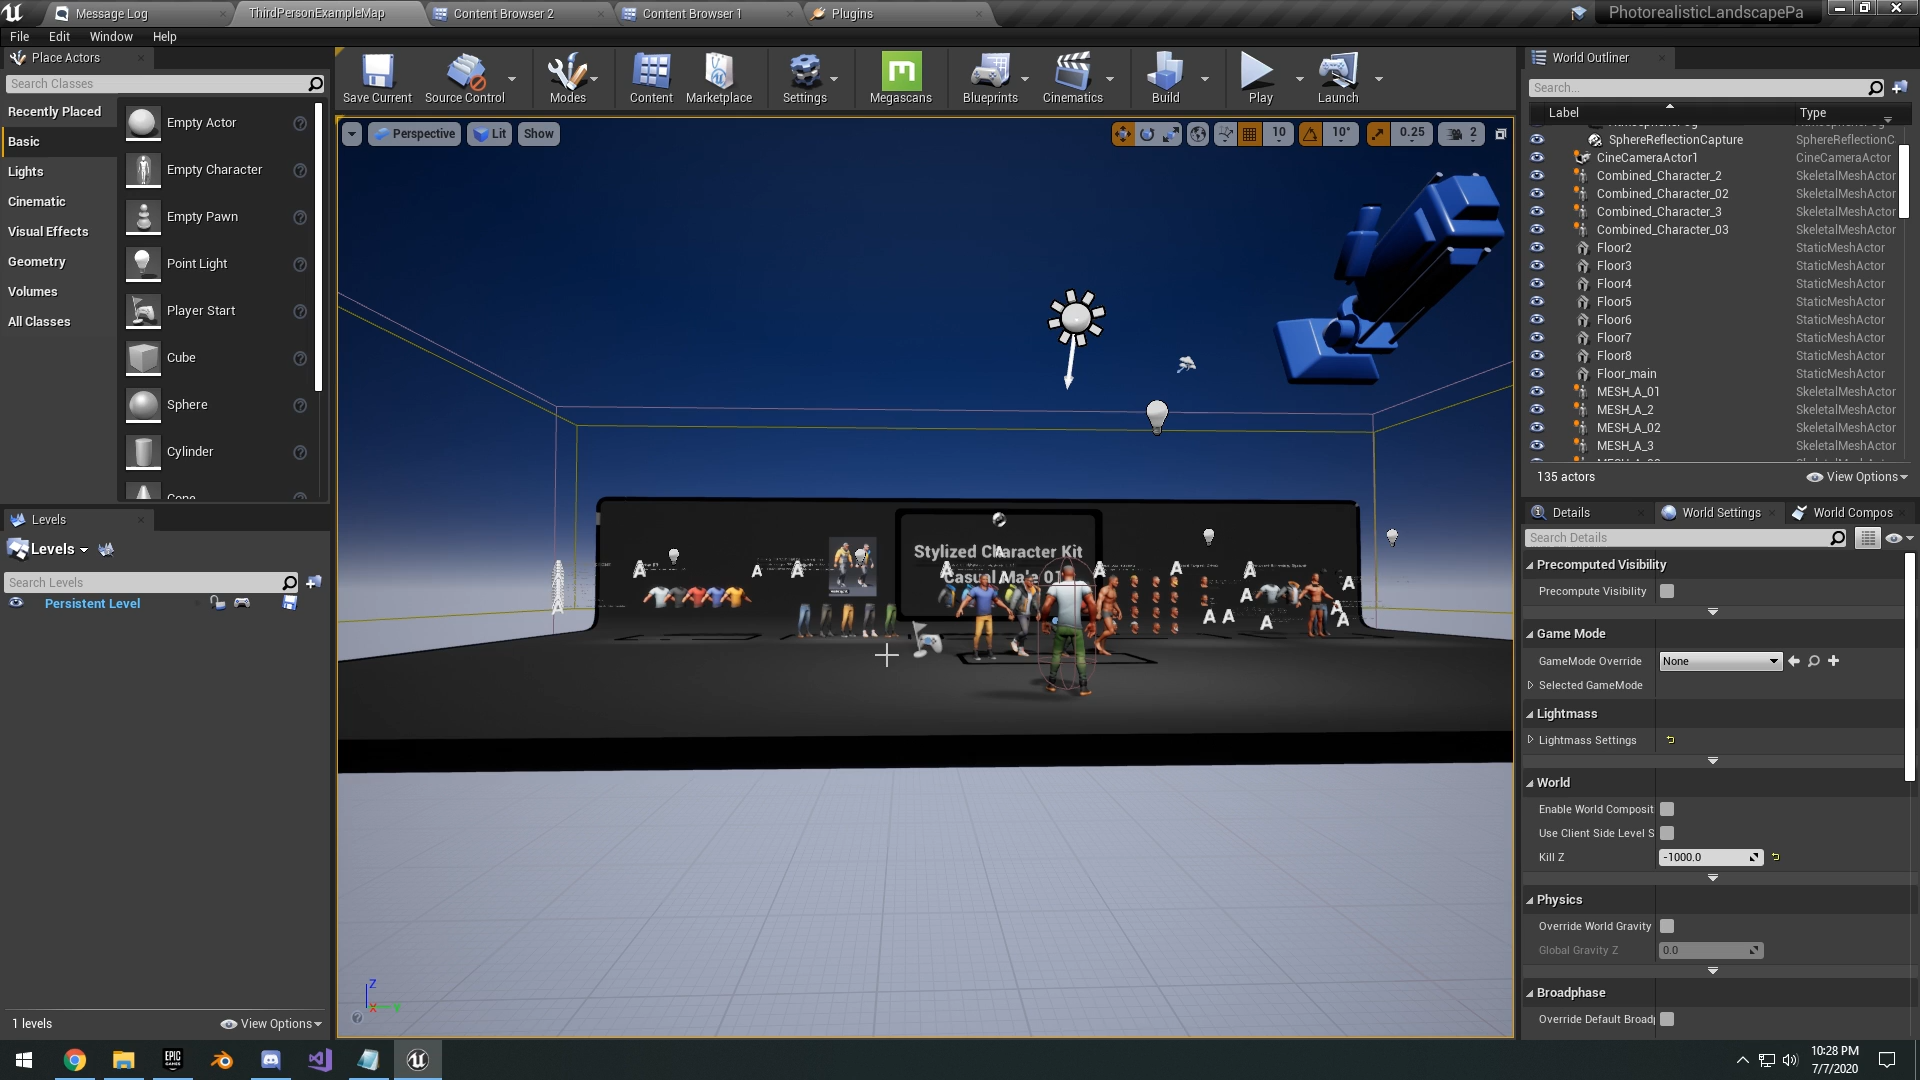 Message Log
ThirdPersonExampleMap
Content Browser 2
Content Browser 1
Plugins
PhotorealisticLandscapePa
File
Edit
Window
Help
Place Actors
Search Classes
Recently Placed
Basic
Lights
Cinematic
Visual Effects
Geometry
Volumes
All Classes
Empty Actor
Empty Character
Empty Pawn
Point Light
Player Start
Cube
Sphere
Cylinder
Cone
Levels
Levels
Search Levels
Persistent Level
1 levels
View Options
Save Current
Source Control
Modes
Content
Marketplace
Settings
Megascans
Blueprints
Cinematics
Build
Play
Launch
Perspective
Lit
Show
10
10°
0.25
2
Stylized Character Kit
Casual Male 01
World Outliner
Search...
Label
Type
SphereReflectionCapture
SphereReflectionC
CineCameraActor1
CineCameraActor
Combined_Character_2
SkeletalMeshActor
Combined_Character_02
SkeletalMeshActor
Combined_Character_3
SkeletalMeshActor
Combined_Character_03
SkeletalMeshActor
Floor2
StaticMeshActor
Floor3
StaticMeshActor
Floor4
StaticMeshActor
Floor5
StaticMeshActor
Floor6
StaticMeshActor
Floor7
StaticMeshActor
Floor8
StaticMeshActor
Floor_main
StaticMeshActor
MESH_A_01
SkeletalMeshActor
MESH_A_2
SkeletalMeshActor
MESH_A_02
SkeletalMeshActor
MESH_A_3
SkeletalMeshActor
135 actors
View Options
Details
World Settings
World Compos
Search Details
Precomputed Visibility
Precompute Visibility
Game Mode
GameMode Override
None
Selected GameMode
Lightmass
Lightmass Settings
World
Enable World Composit
Use Client Side Level S
Kill Z
-1000.0
Physics
Override World Gravity
Global Gravity Z
0.0
Broadphase
Override Default Broadp
Z
X
Y
EPIC
GAMES
10:28 PM
7/7/2020